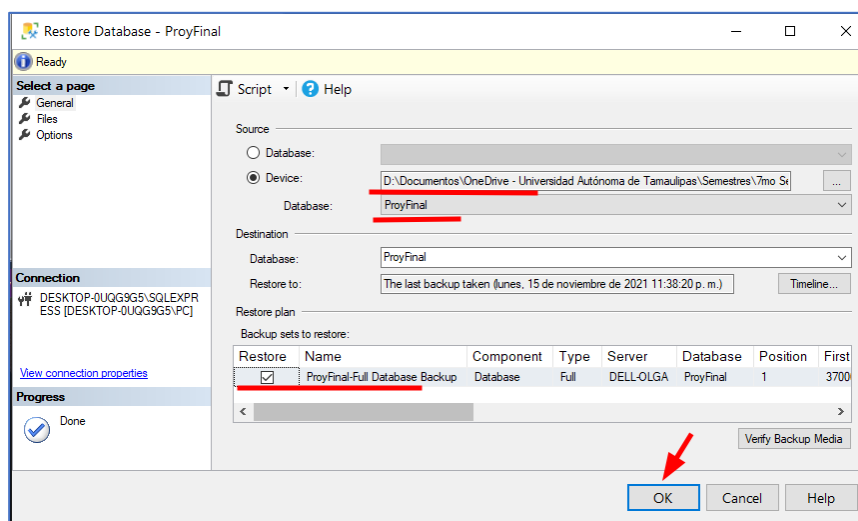 Restore Database - ProyFinal
Ready
Select a page
General
Files
Options
Script
Help
Source
Database:
Device:
D:\Documentos\OneDrive - Universidad Autónoma de Tamaulipas\Semestres\7mo Se
...
Database:
ProyFinal
Destination
Database:
ProyFinal
Restore to:
The last backup taken (lunes, 15 de noviembre de 2021 11:38:20 p. m.)
Timeline...
Restore plan
Backup sets to restore:
Restore Name Component Type Server Database Position First
ProyFinal-Full Database Backup Database Full DELL-OLGA ProyFinal 1 3700
Verify Backup Media
Connection
DESKTOP-0UQG9G5\SQLEXPR
ESS [DESKTOP-0UQG9G5\PC]
View connection properties
Progress
Done
OK Cancel Help